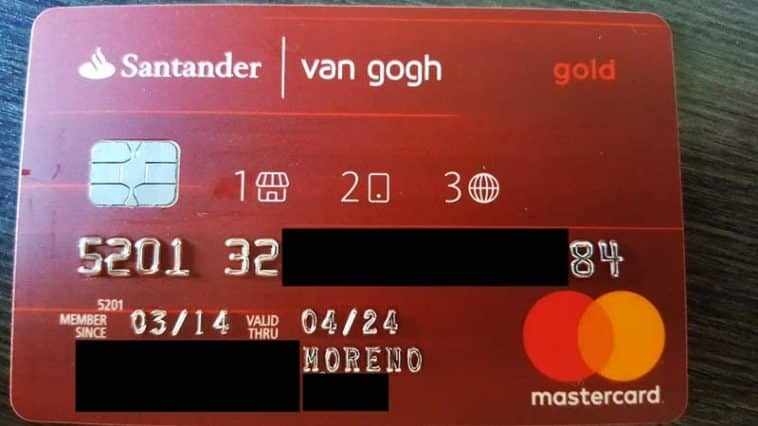 Santander van gogh gold
1 2 3
5201 32 84
5201
MEMBER SINCE 03/14 VALID THRU 04/24
MORENO
mastercard